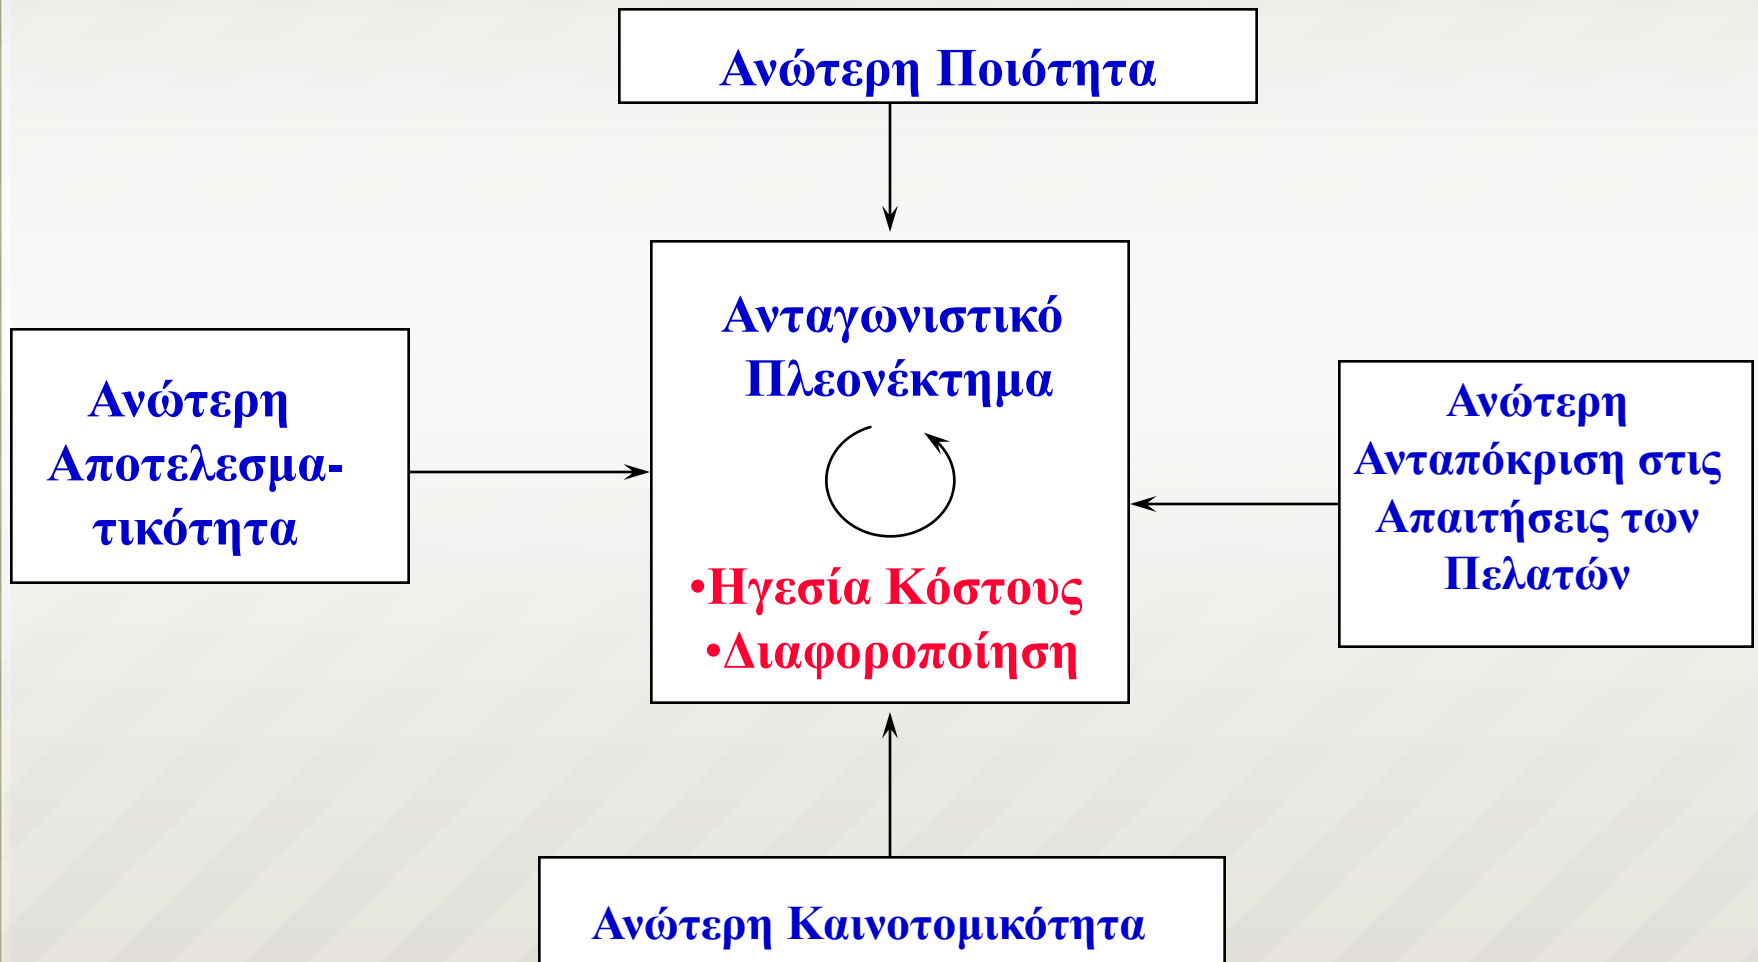 Ανώτερη Ποιότητα
Ανταγωνιστικό
Πλεονέκτημα
•Ηγεσία Κόστους
•Διαφοροποίηση
Ανώτερη
Αποτελεσμα-
τικότητα
Ανώτερη
Ανταπόκριση στις
Απαιτήσεις των
Πελατών
Ανώτερη Καινοτομικότητα